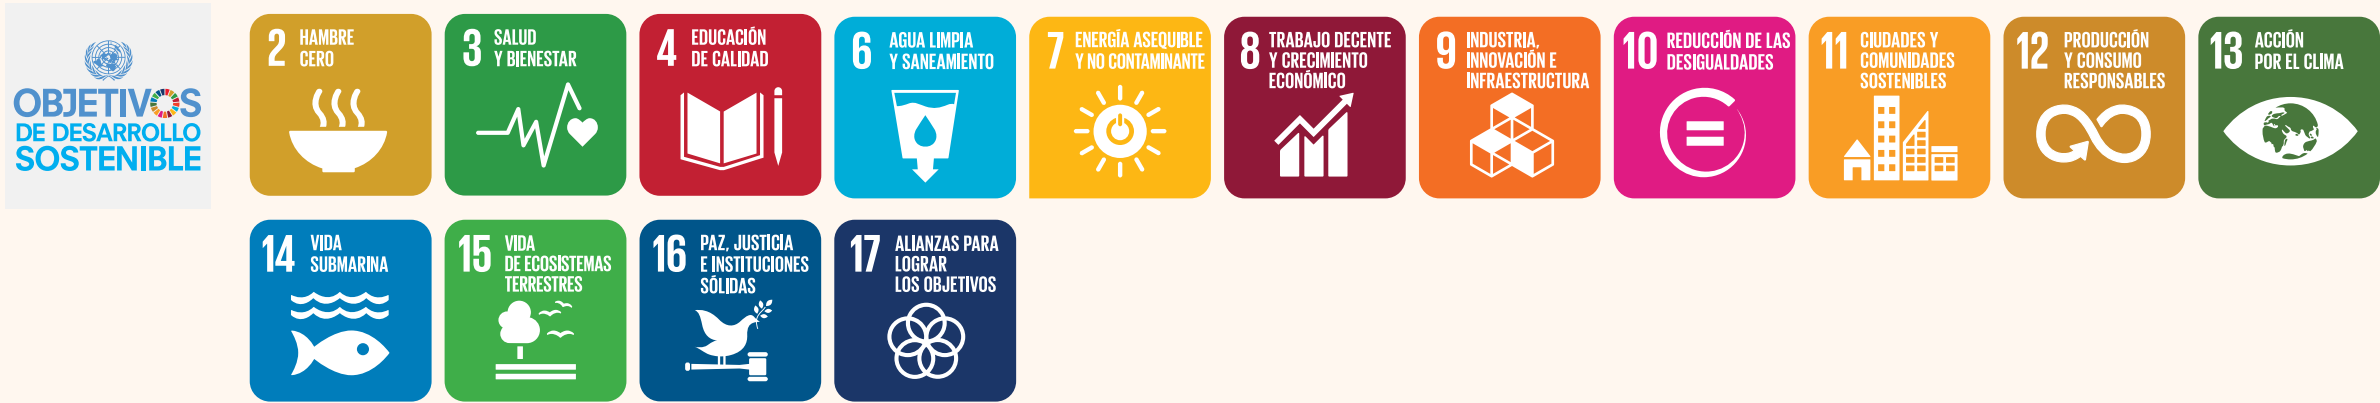 OBJETIVOS
DE DESARROLLO
SOSTENIBLE
2 HAMBRE
CERO
3 SALUD
Y BIENESTAR
4 EDUCACIÓN
DE CALIDAD
6 AGUA LIMPIA
Y SANEAMIENTO
7 ENERGÍA ASEQUIBLE
Y NO CONTAMINANTE
8 TRABAJO DECENTE
Y CRECIMIENTO
ECONÓMICO
9 INDUSTRIA,
INNOVACIÓN E
INFRAESTRUCTURA
10 REDUCCIÓN DE LAS
DESIGUALDADES
11 CIUDADES Y
COMUNIDADES
SOSTENIBLES
12 PRODUCCIÓN
Y CONSUMO
RESPONSABLES
13 ACCIÓN
POR EL CLIMA
14 VIDA
SUBMARINA
15 VIDA
DE ECOSISTEMAS
TERRESTRES
16 PAZ, JUSTICIA
E INSTITUCIONES
SÓLIDAS
17 ALIANZAS PARA
LOGRAR
LOS OBJETIVOS